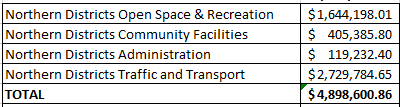 Northern Districts Open Space & Recreation $1,644,198.01
Northern Districts Community Facilities $ 405,385.80
Northern Districts Administration $ 119,232.40
Northern Districts Traffic and Transport $2,729,784.65
TOTAL $4,898,600.86